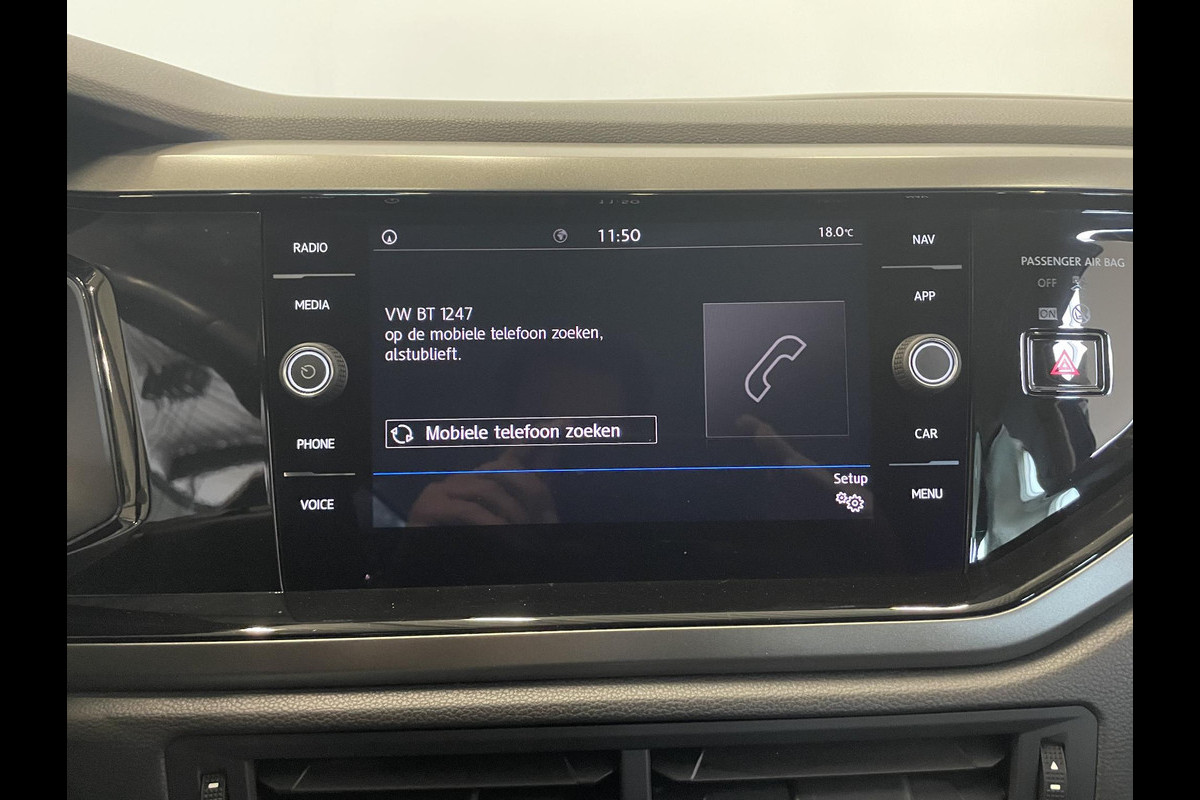 11:50
18.0°C
RADIO
MEDIA
PHONE
VOICE
VW BT 1247
op de mobiele telefoon zoeken,
alstublieft.
Mobiele telefoon zoeken
Setup
NAV
APP
CAR
MENU
PASSENGER AIR BAG
OFF
ON